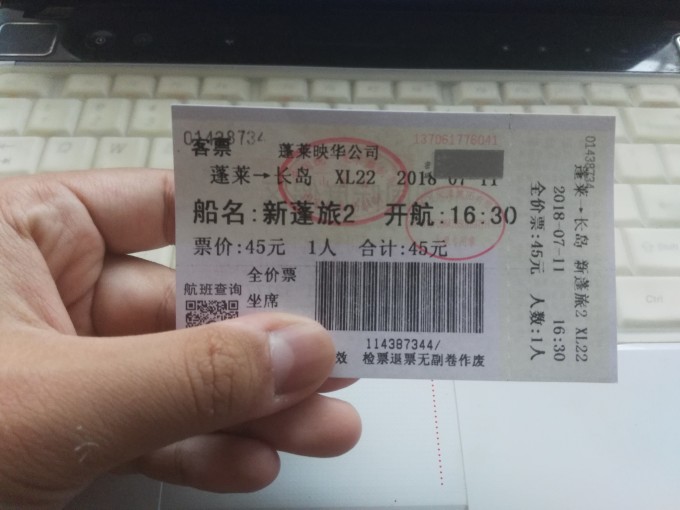 01438734
客票 蓬莱映华公司
137061776041
蓬莱→长岛 XL22 2018-07-11
船名:新蓬旅2 开航:16:30
票价:45元 1人 合计:45元
全价票
航班查询 坐席
114387344/
效 检票退票无副卷作废
01438734
蓬莱→长岛 新蓬旅2 XL22
2018-07-11 16:30
全价票:45元 人数:1人
Ctrl